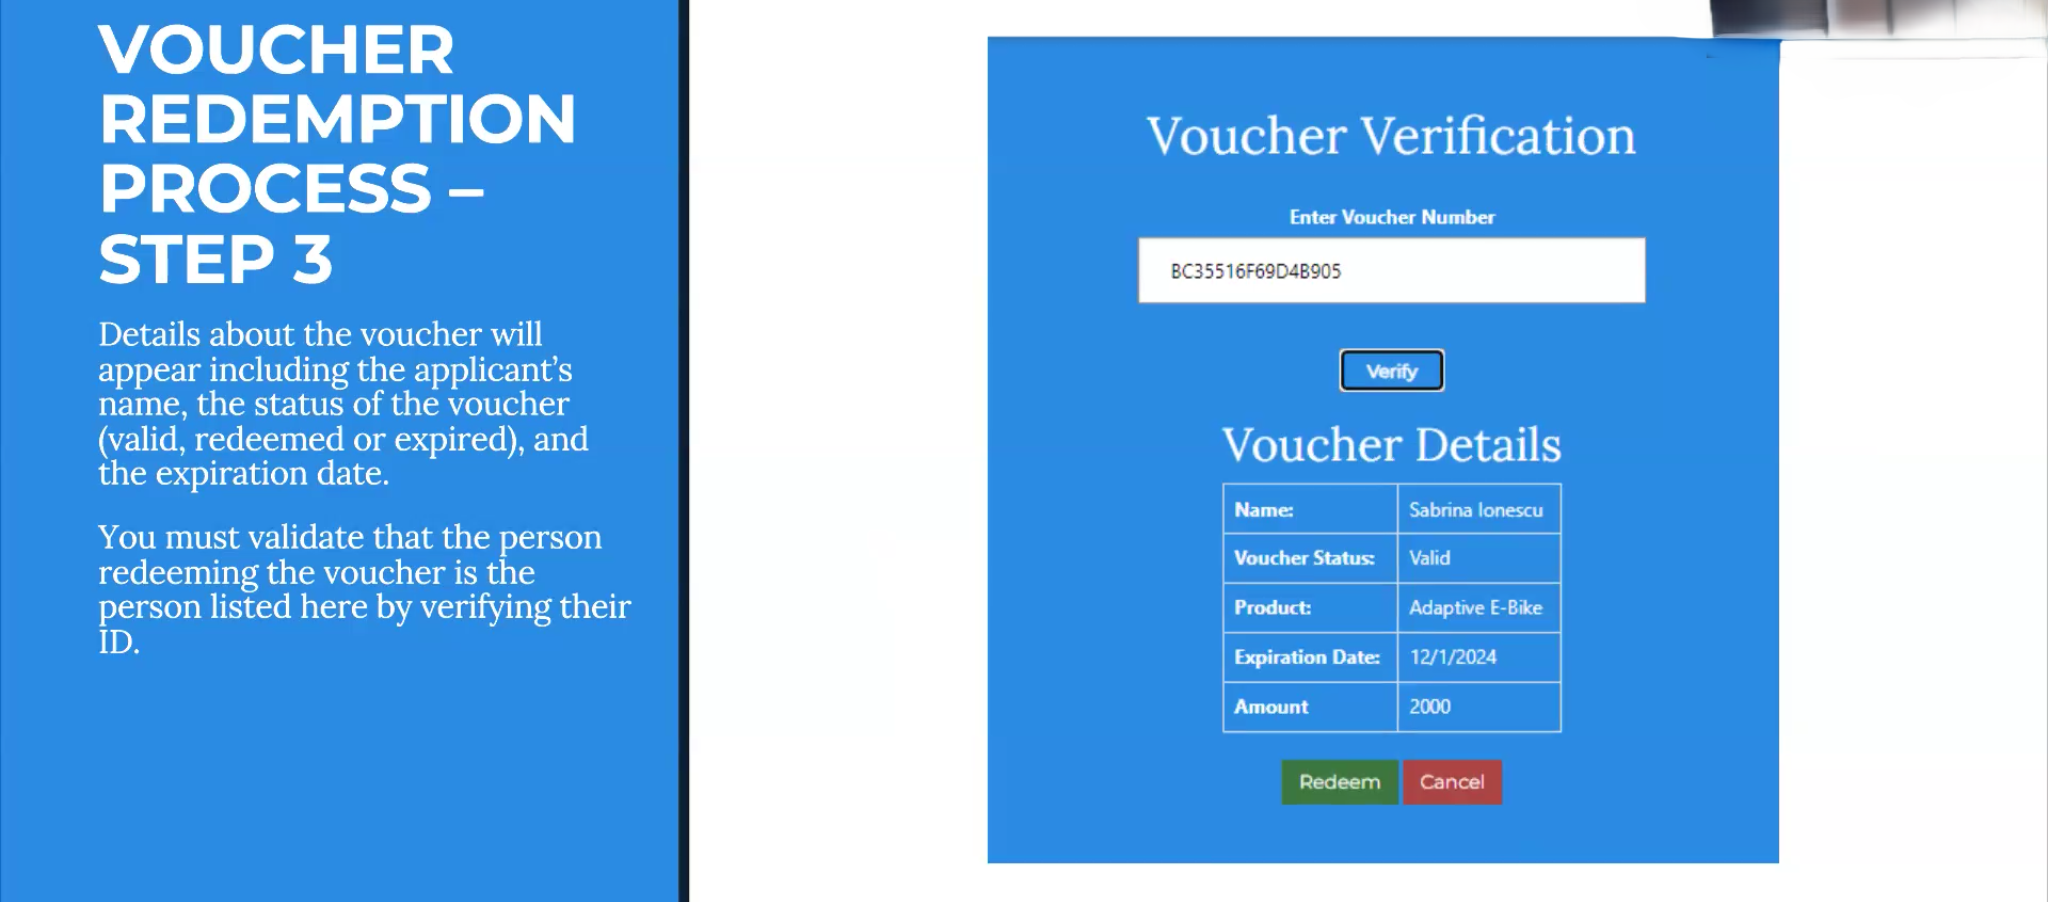 VOUCHER
REDEMPTION
PROCESS –
STEP 3
Details about the voucher will
appear including the applicant’s
name, the status of the voucher
(valid, redeemed or expired), and
the expiration date.
You must validate that the person
redeeming the voucher is the
person listed here by verifying their
ID.
Voucher Verification
Enter Voucher Number
BC35516F69D4B905
Verify
Voucher Details
Name: Sabrina Ionescu
Voucher Status: Valid
Product: Adaptive E-Bike
Expiration Date: 12/1/2024
Amount 2000
Redeem Cancel